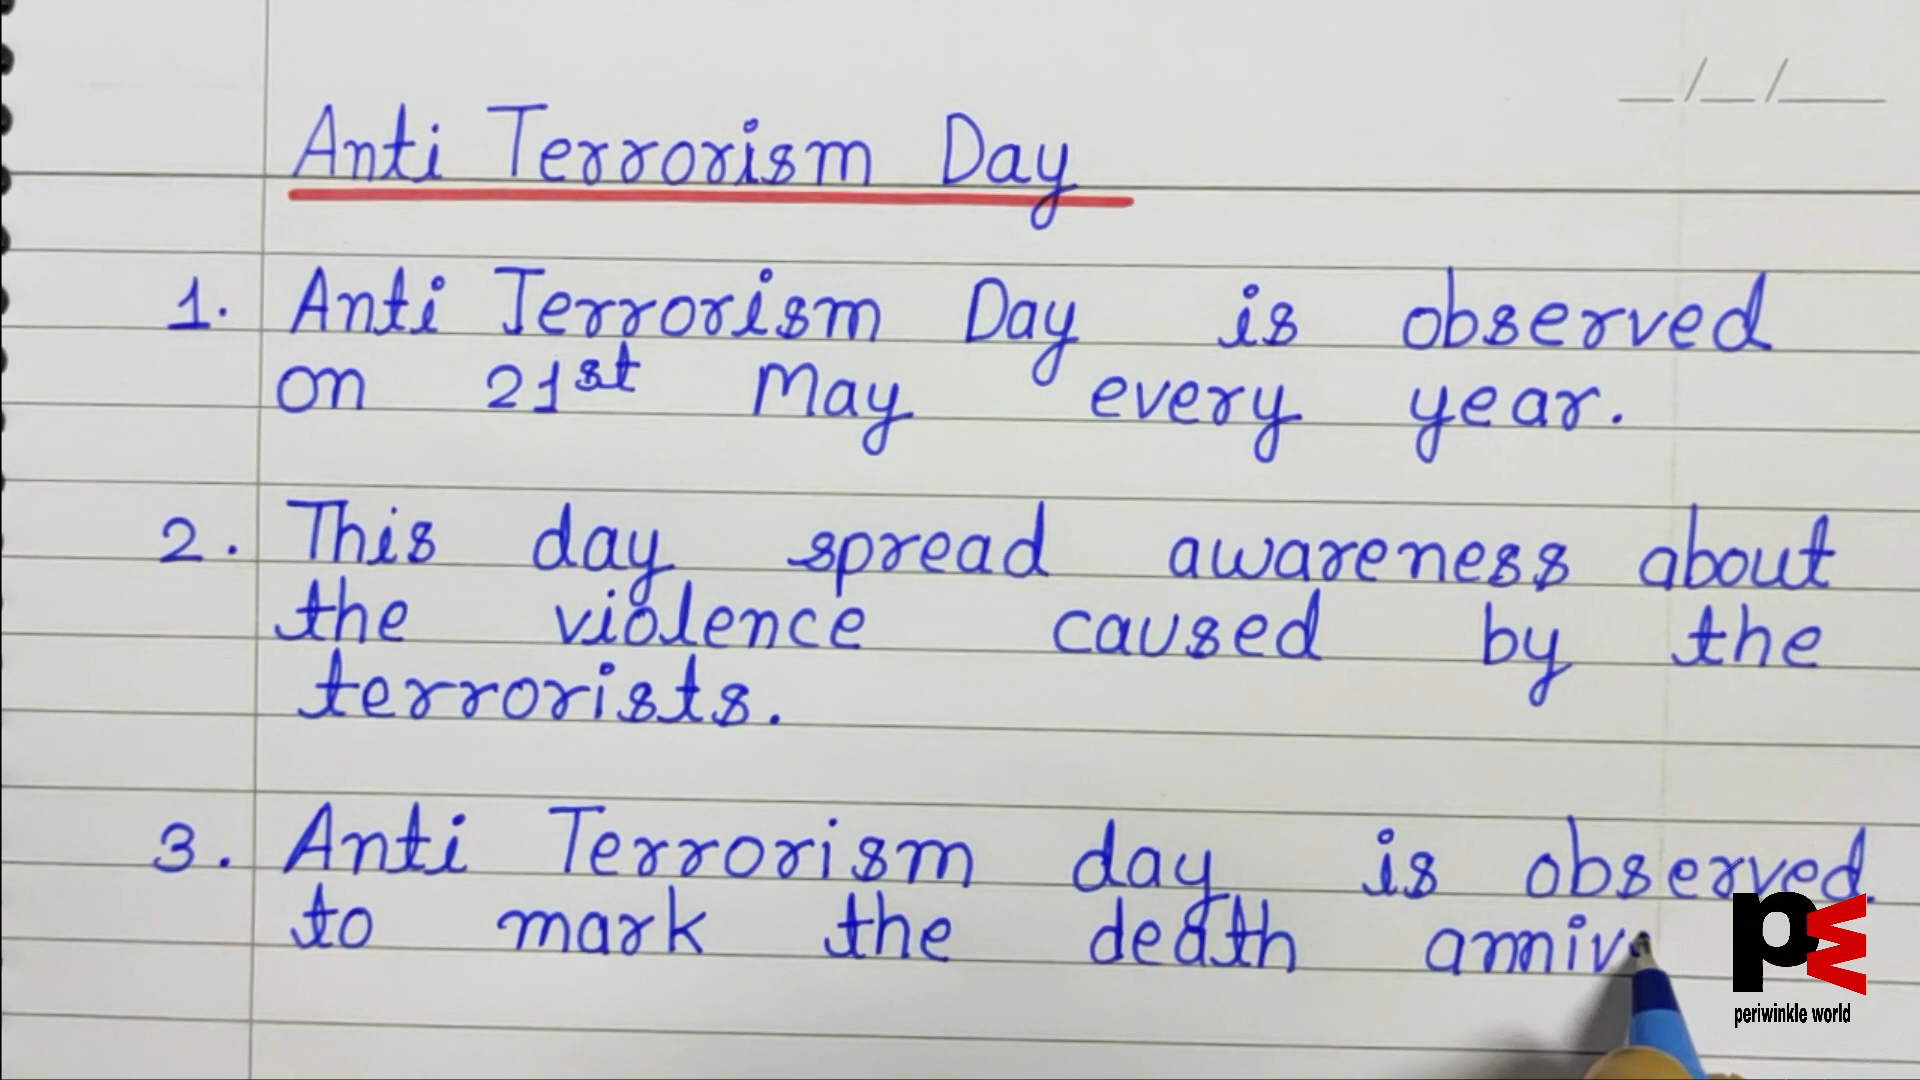 Anti Terrorism Day
1. Anti Terrorism Day is observed
on 21st May every year.
2. This day spread awareness about
the violence caused by the
terrorists.
3. Anti Terrorism day is observed
to mark the death
PW
periwinkle world